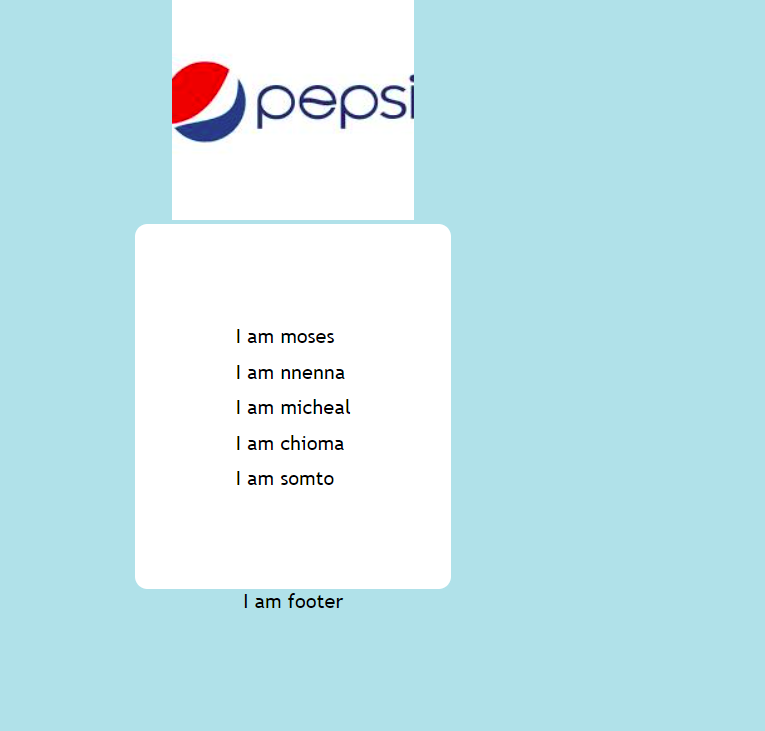 pepsi
I am moses
I am nnenna
I am micheal
I am chioma
I am somto
I am footer